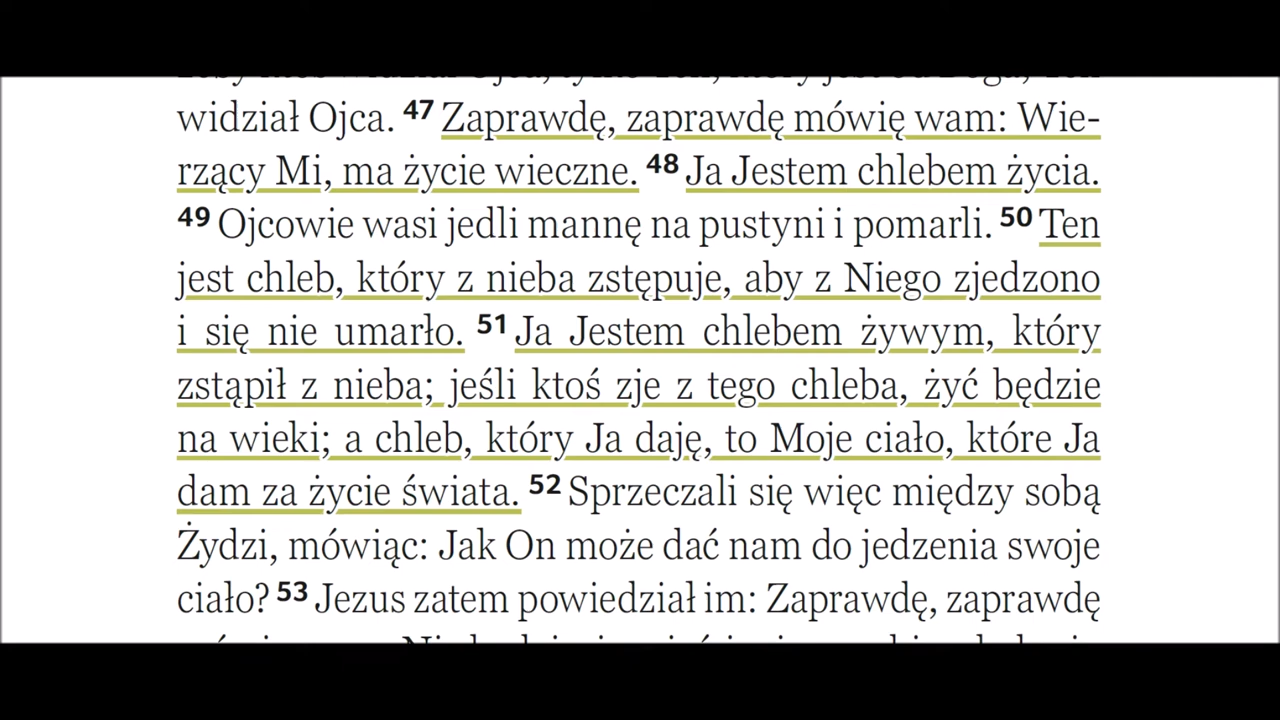 widział Ojca. 47 Zaprawdę, zaprawdę mówię wam: Wie-
rzący Mi, ma życie wieczne. 48 Ja Jestem chlebem życia.
49 Ojcowie wasi jedli mannę na pustyni i pomarli. 50 Ten
jest chleb, który z nieba zstępuje, aby z Niego zjedzono
i się nie umarło. 51 Ja Jestem chlebem żywym, który
zstąpił z nieba; jeśli ktoś zje z tego chleba, żyć będzie
na wieki; a chleb, który Ja daję, to Moje ciało, które Ja
dam za życie świata. 52 Sprzeczali się więc między sobą
Żydzi, mówiąc: Jak On może dać nam do jedzenia swoje
ciało? 53 Jezus zatem powiedział im: Zaprawdę, zaprawdę